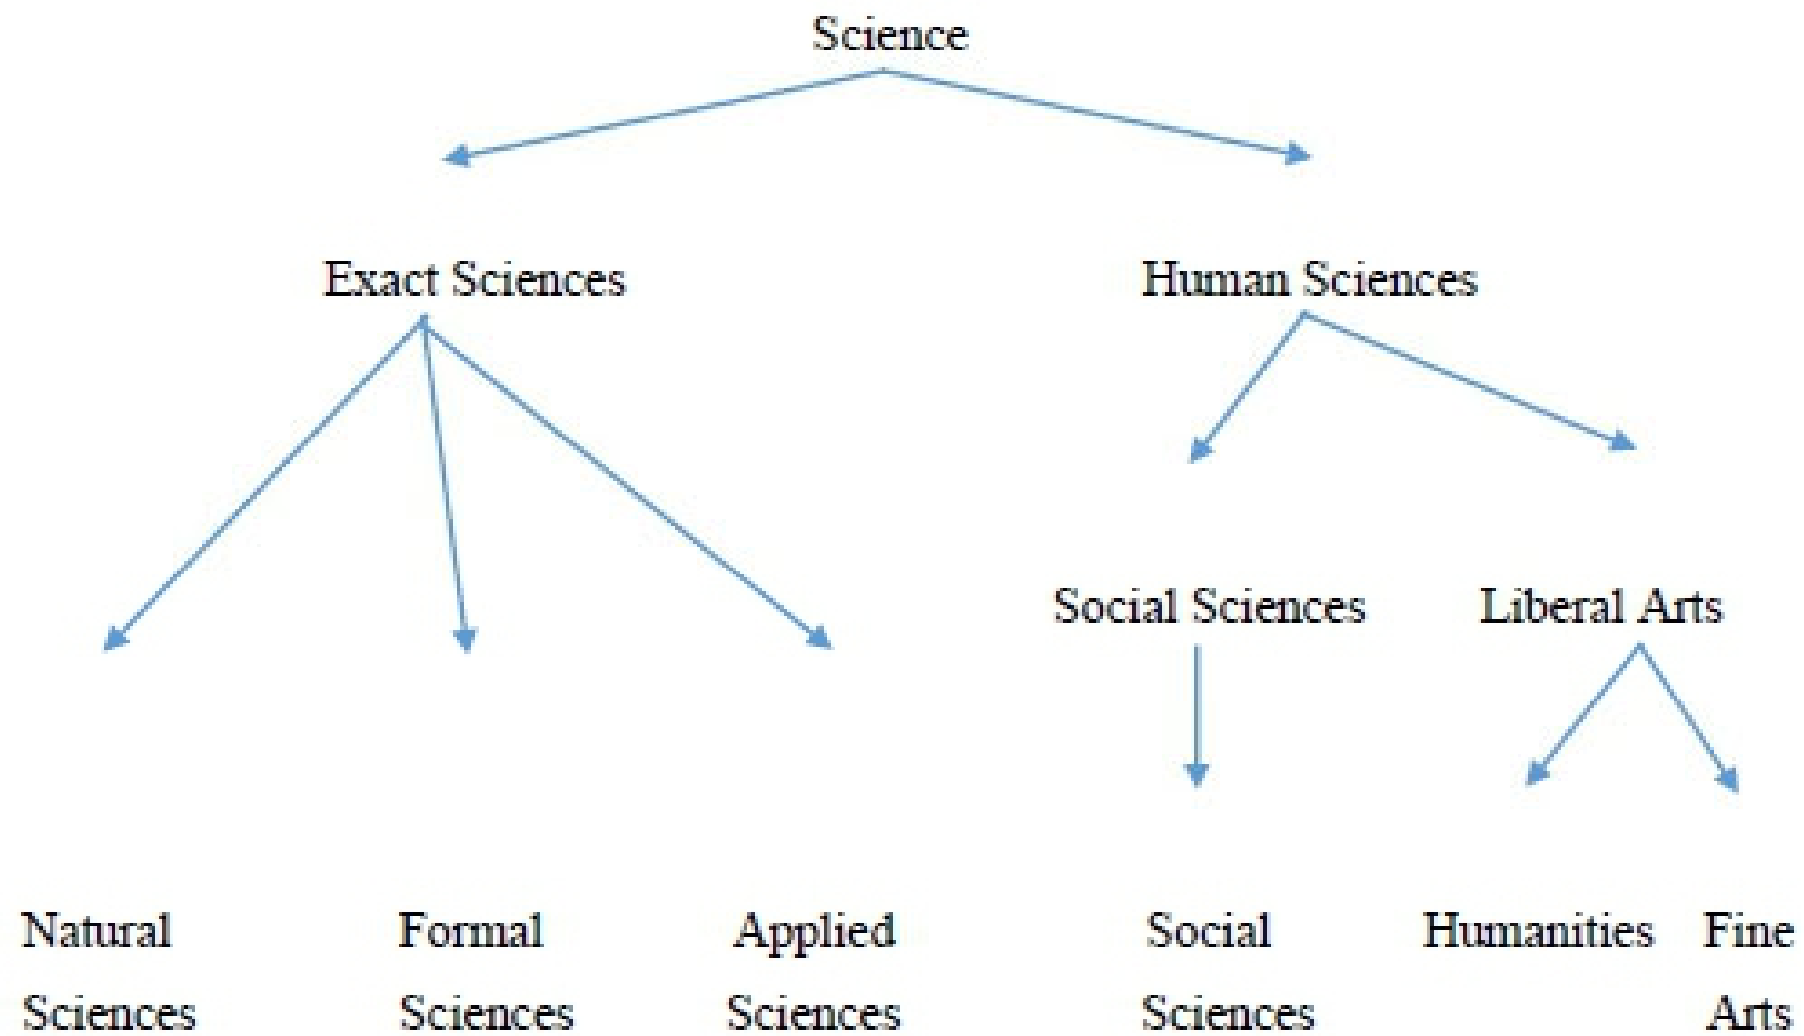 Science
Exact Sciences Human Sciences
Social Sciences Liberal Arts
Natural Formal Applied Social Humanities Fine
Sciences Sciences Sciences Sciences Arts